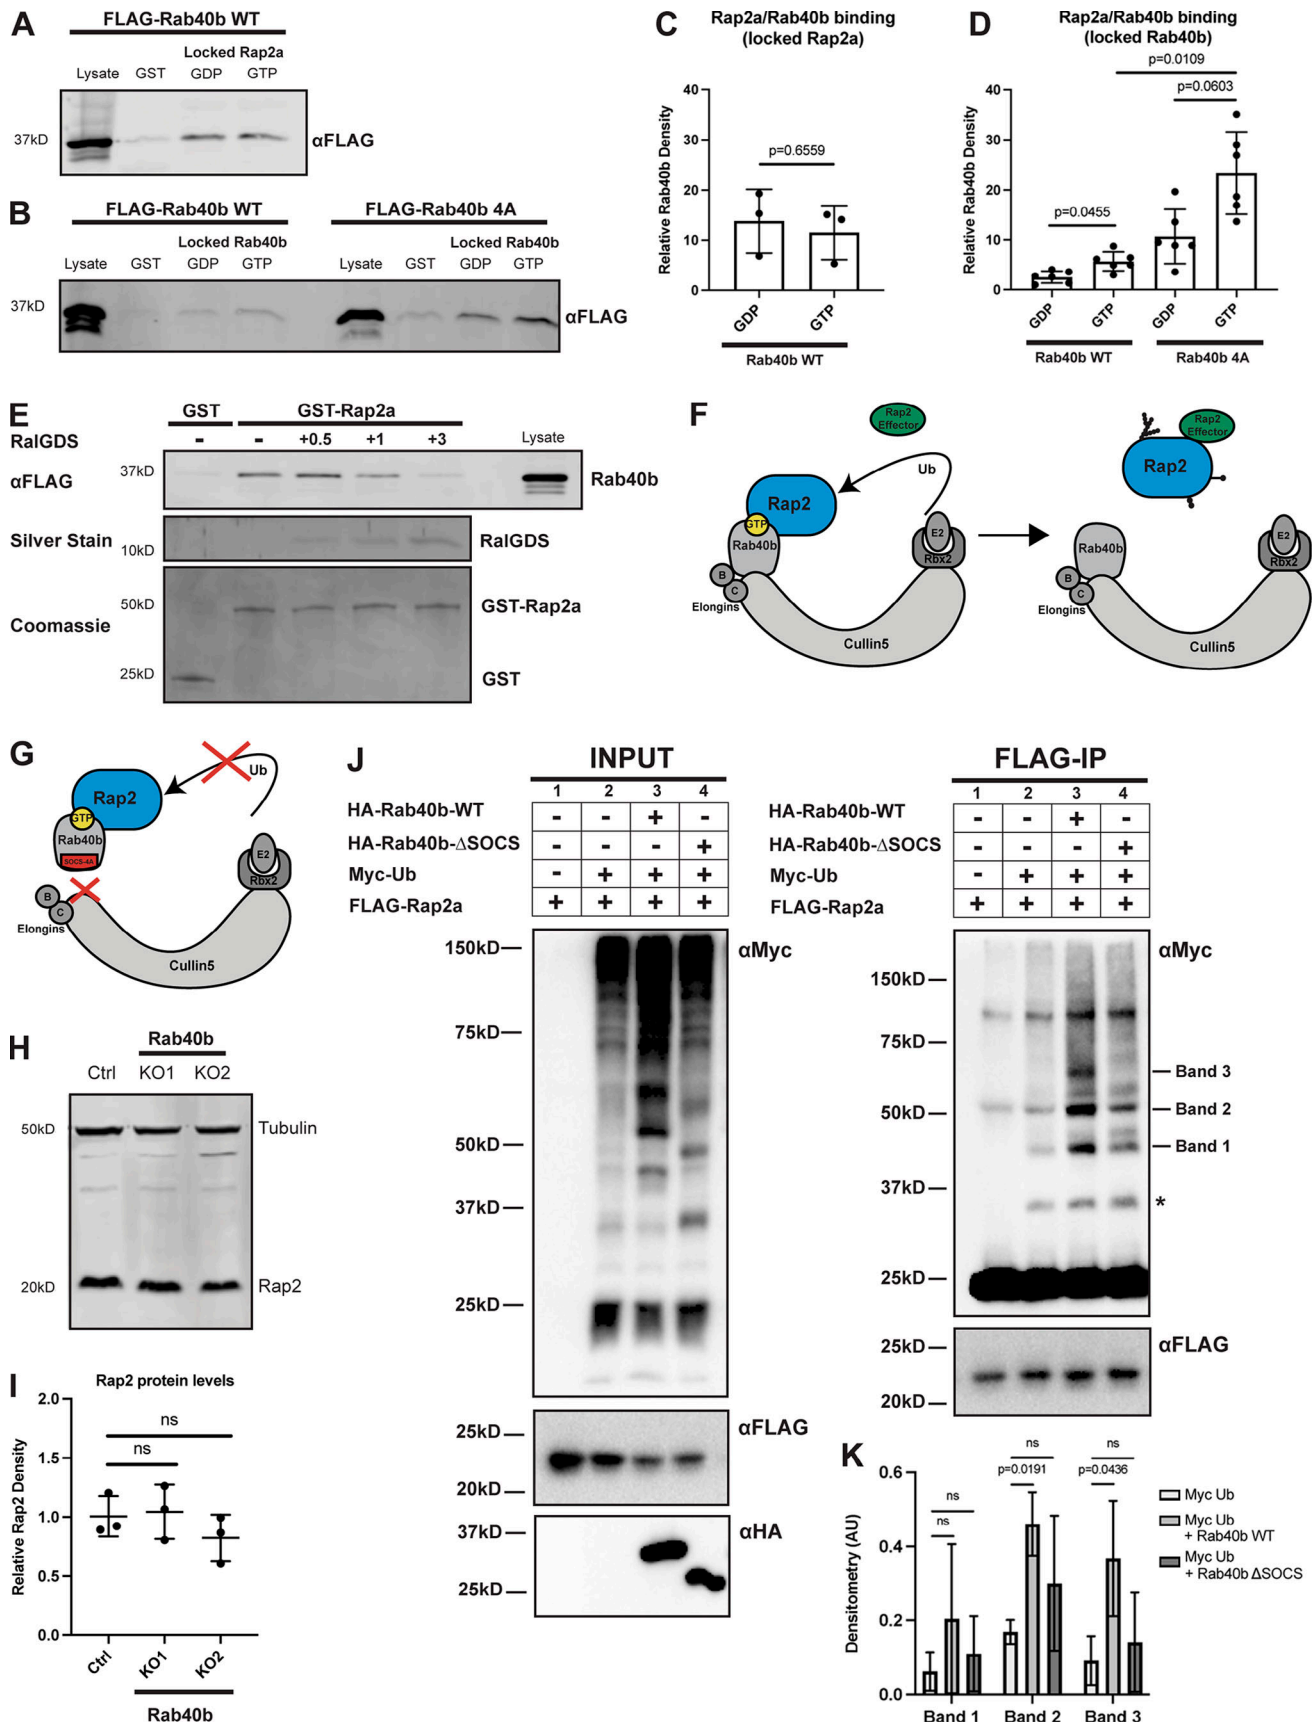 A
FLAG-Rab40b WT
Locked Rap2a
Lysate GST GDP GTP
37kD
αFLAG
B
FLAG-Rab40b WT FLAG-Rab40b 4A
Locked Rab40b Locked Rab40b
Lysate GST GDP GTP Lysate GST GDP GTP
37kD
αFLAG
C
Rap2a/Rab40b binding
(locked Rap2a)
Relative Rab40b Density
40
30
20
10
0
p=0.6559
GDP GTP
Rab40b WT
D
Rap2a/Rab40b binding
(locked Rab40b)
p=0.0109
p=0.0603
p=0.0455
Relative Rab40b Density
40
30
20
10
0
GDP GTP GDP GTP
Rab40b WT Rab40b 4A
E
GST GST-Rap2a
RalGDS - - +0.5 +1 +3 Lysate
αFLAG 37kD Rab40b
Silver Stain 10kD RalGDS
Coomassie
50kD GST-Rap2a
25kD GST
F
Rap2
Effector
Rap2
GTP
Rab40b
Ub
E2
Rbx2
B
C
Elongins
Cullin5
Rap2
Effector
Rap2
Rab40b
E2
Rbx2
B
C
Elongins
Cullin5
G
Rap2
GTP
Rab40b
SOCS-4A
Ub
E2
Rbx2
B
C
Elongins
Cullin5
H
Rab40b
Ctrl KO1 KO2
50kD Tubulin
20kD Rap2
I
Rap2 protein levels
Relative Rap2 Density
2.0
1.5
1.0
0.5
0.0
ns
ns
Ctrl KO1 KO2
Rab40b
J
INPUT
1 2 3 4
HA-Rab40b-WT - - + -
HA-Rab40b-ΔSOCS - - - +
Myc-Ub - + + +
FLAG-Rap2a + + + +
150kD
75kD
50kD
37kD
25kD
αMyc
25kD
20kD
αFLAG
37kD
25kD
αHA
FLAG-IP
1 2 3 4
HA-Rab40b-WT - - + -
HA-Rab40b-ΔSOCS - - - +
Myc-Ub - + + +
FLAG-Rap2a + + + +
150kD
75kD
50kD
37kD
25kD
αMyc
Band 3
Band 2
Band 1
*
25kD
20kD
αFLAG
K
Densitometry (AU)
0.6
0.4
0.2
0.0
ns
ns
ns
p=0.0191
ns
p=0.0436
Band 1 Band 2 Band 3
Myc Ub
Myc Ub
+ Rab40b WT
Myc Ub
+ Rab40b ΔSOCS